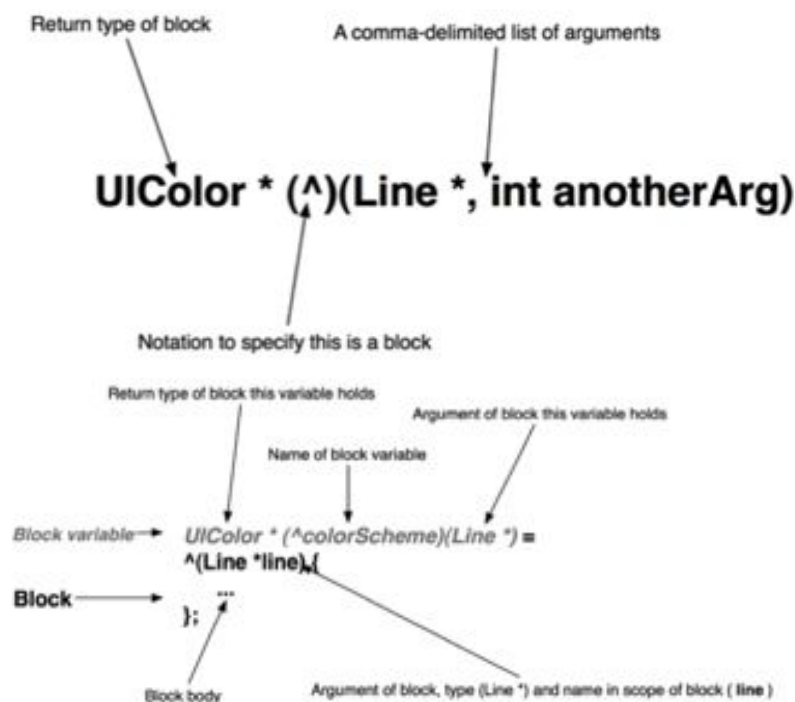 Return type of block
A comma-delimited list of arguments
UIColor * (^)(Line *, int anotherArg)
Notation to specify this is a block
Return type of block this variable holds
Argument of block this variable holds
Name of block variable
Block variable
UIColor * (^colorScheme)(Line *) =
^(Line *line) {
Block
...
};
Block body
Argument of block, type (Line *) and name in scope of block ( line )